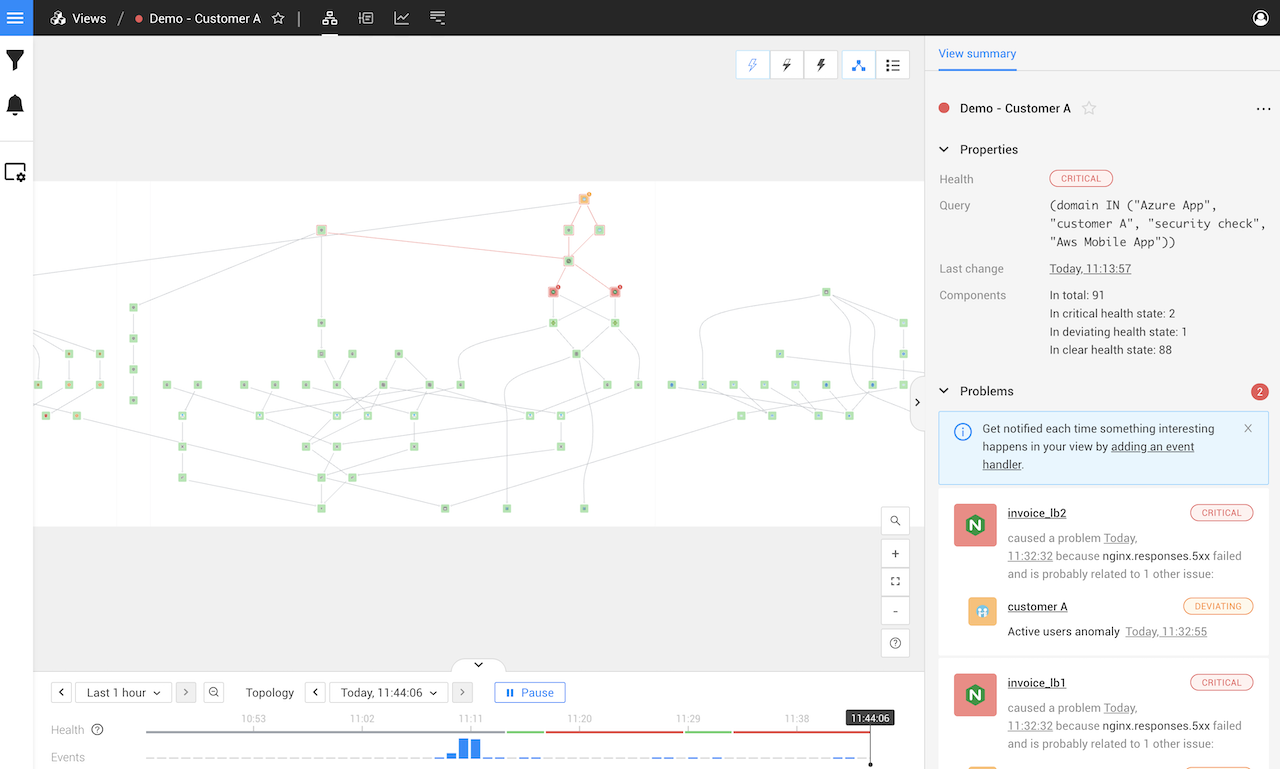 Views / Demo - Customer A
View summary
Demo - Customer A
Properties
Health CRITICAL
Query (domain IN ("Azure App",
"customer A", "security check",
"Aws Mobile App"))
Last change Today, 11:13:57
Components In total: 91
In critical health state: 2
In deviating health state: 1
In clear health state: 88
Problems 2
Get notified each time something interesting
happens in your view by adding an event
handler.
invoice_lb2 CRITICAL
caused a problem Today,
11:32:32 because nginx.responses.5xx failed
and is probably related to 1 other issue:
customer A DEVIATING
Active users anomaly Today, 11:32:55
invoice_lb1 CRITICAL
caused a problem Today,
11:32:32 because nginx.responses.5xx failed
and is probably related to 1 other issue:
Last 1 hour Topology Today, 11:44:06 Pause
10:53 11:02 11:11 11:20 11:29 11:38 11:44:06
Health
Events